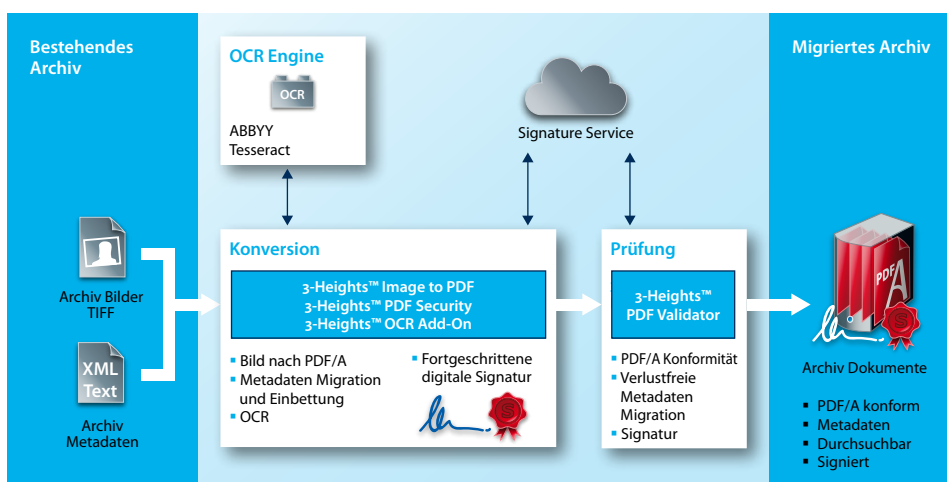 Bestehendes
Archiv
Archiv Bilder
TIFF
XML
Text
Archiv
Metadaten
OCR Engine
OCR
ABBYY
Tesseract
Signature Service
Konversion
3-Heights™ Image to PDF
3-Heights™ PDF Security
3-Heights™ OCR Add-On
▪ Bild nach PDF/A
▪ Metadaten Migration
und Einbettung
▪ OCR
▪ Fortgeschrittene
digitale Signatur
S
Prüfung
3-Heights™
PDF Validator
▪ PDF/A Konformität
▪ Verlustfreie
Metadaten
Migration
▪ Signatur
Migriertes Archiv
PDF/A
S
Archiv Dokumente
▪ PDF/A konform
▪ Metadaten
▪ Durchsuchbar
▪ Signiert